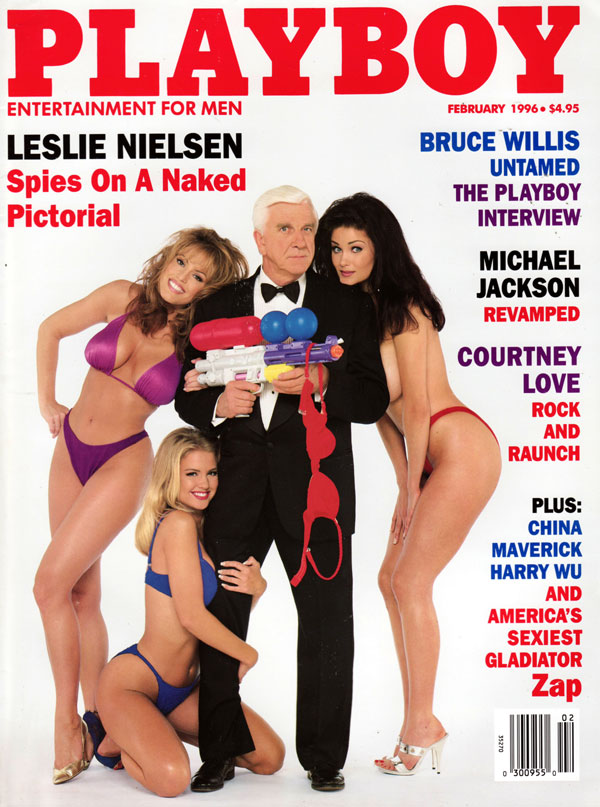 PLAYBOY
ENTERTAINMENT FOR MEN
FEBRUARY 1996 • $4.95
LESLIE NIELSEN
Spies On A Naked
Pictorial
BRUCE WILLIS
UNTAMED
THE PLAYBOY
INTERVIEW
MICHAEL
JACKSON
REVAMPED
COURTNEY
LOVE
ROCK
AND
RAUNCH
PLUS:
CHINA
MAVERICK
HARRY WU
AND
AMERICA'S
SEXIEST
GLADIATOR
Zap
02
35270
0 300955 0